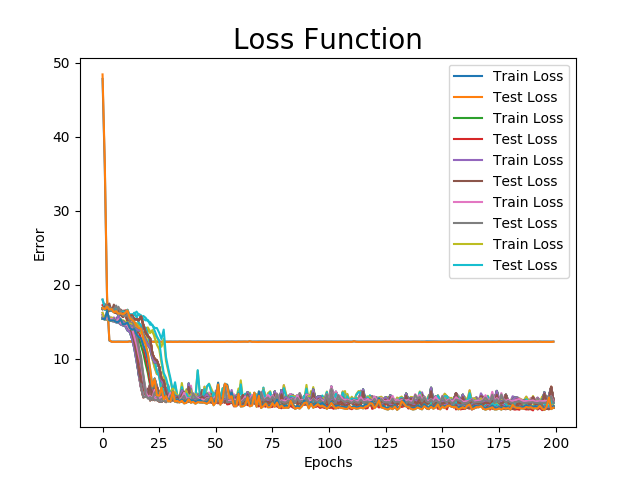 Loss Function
50
40
30
20
10
Error
0
25
50
75
100
125
150
175
200
Epochs
Train Loss
Test Loss
Train Loss
Test Loss
Train Loss
Test Loss
Train Loss
Test Loss
Train Loss
Test Loss